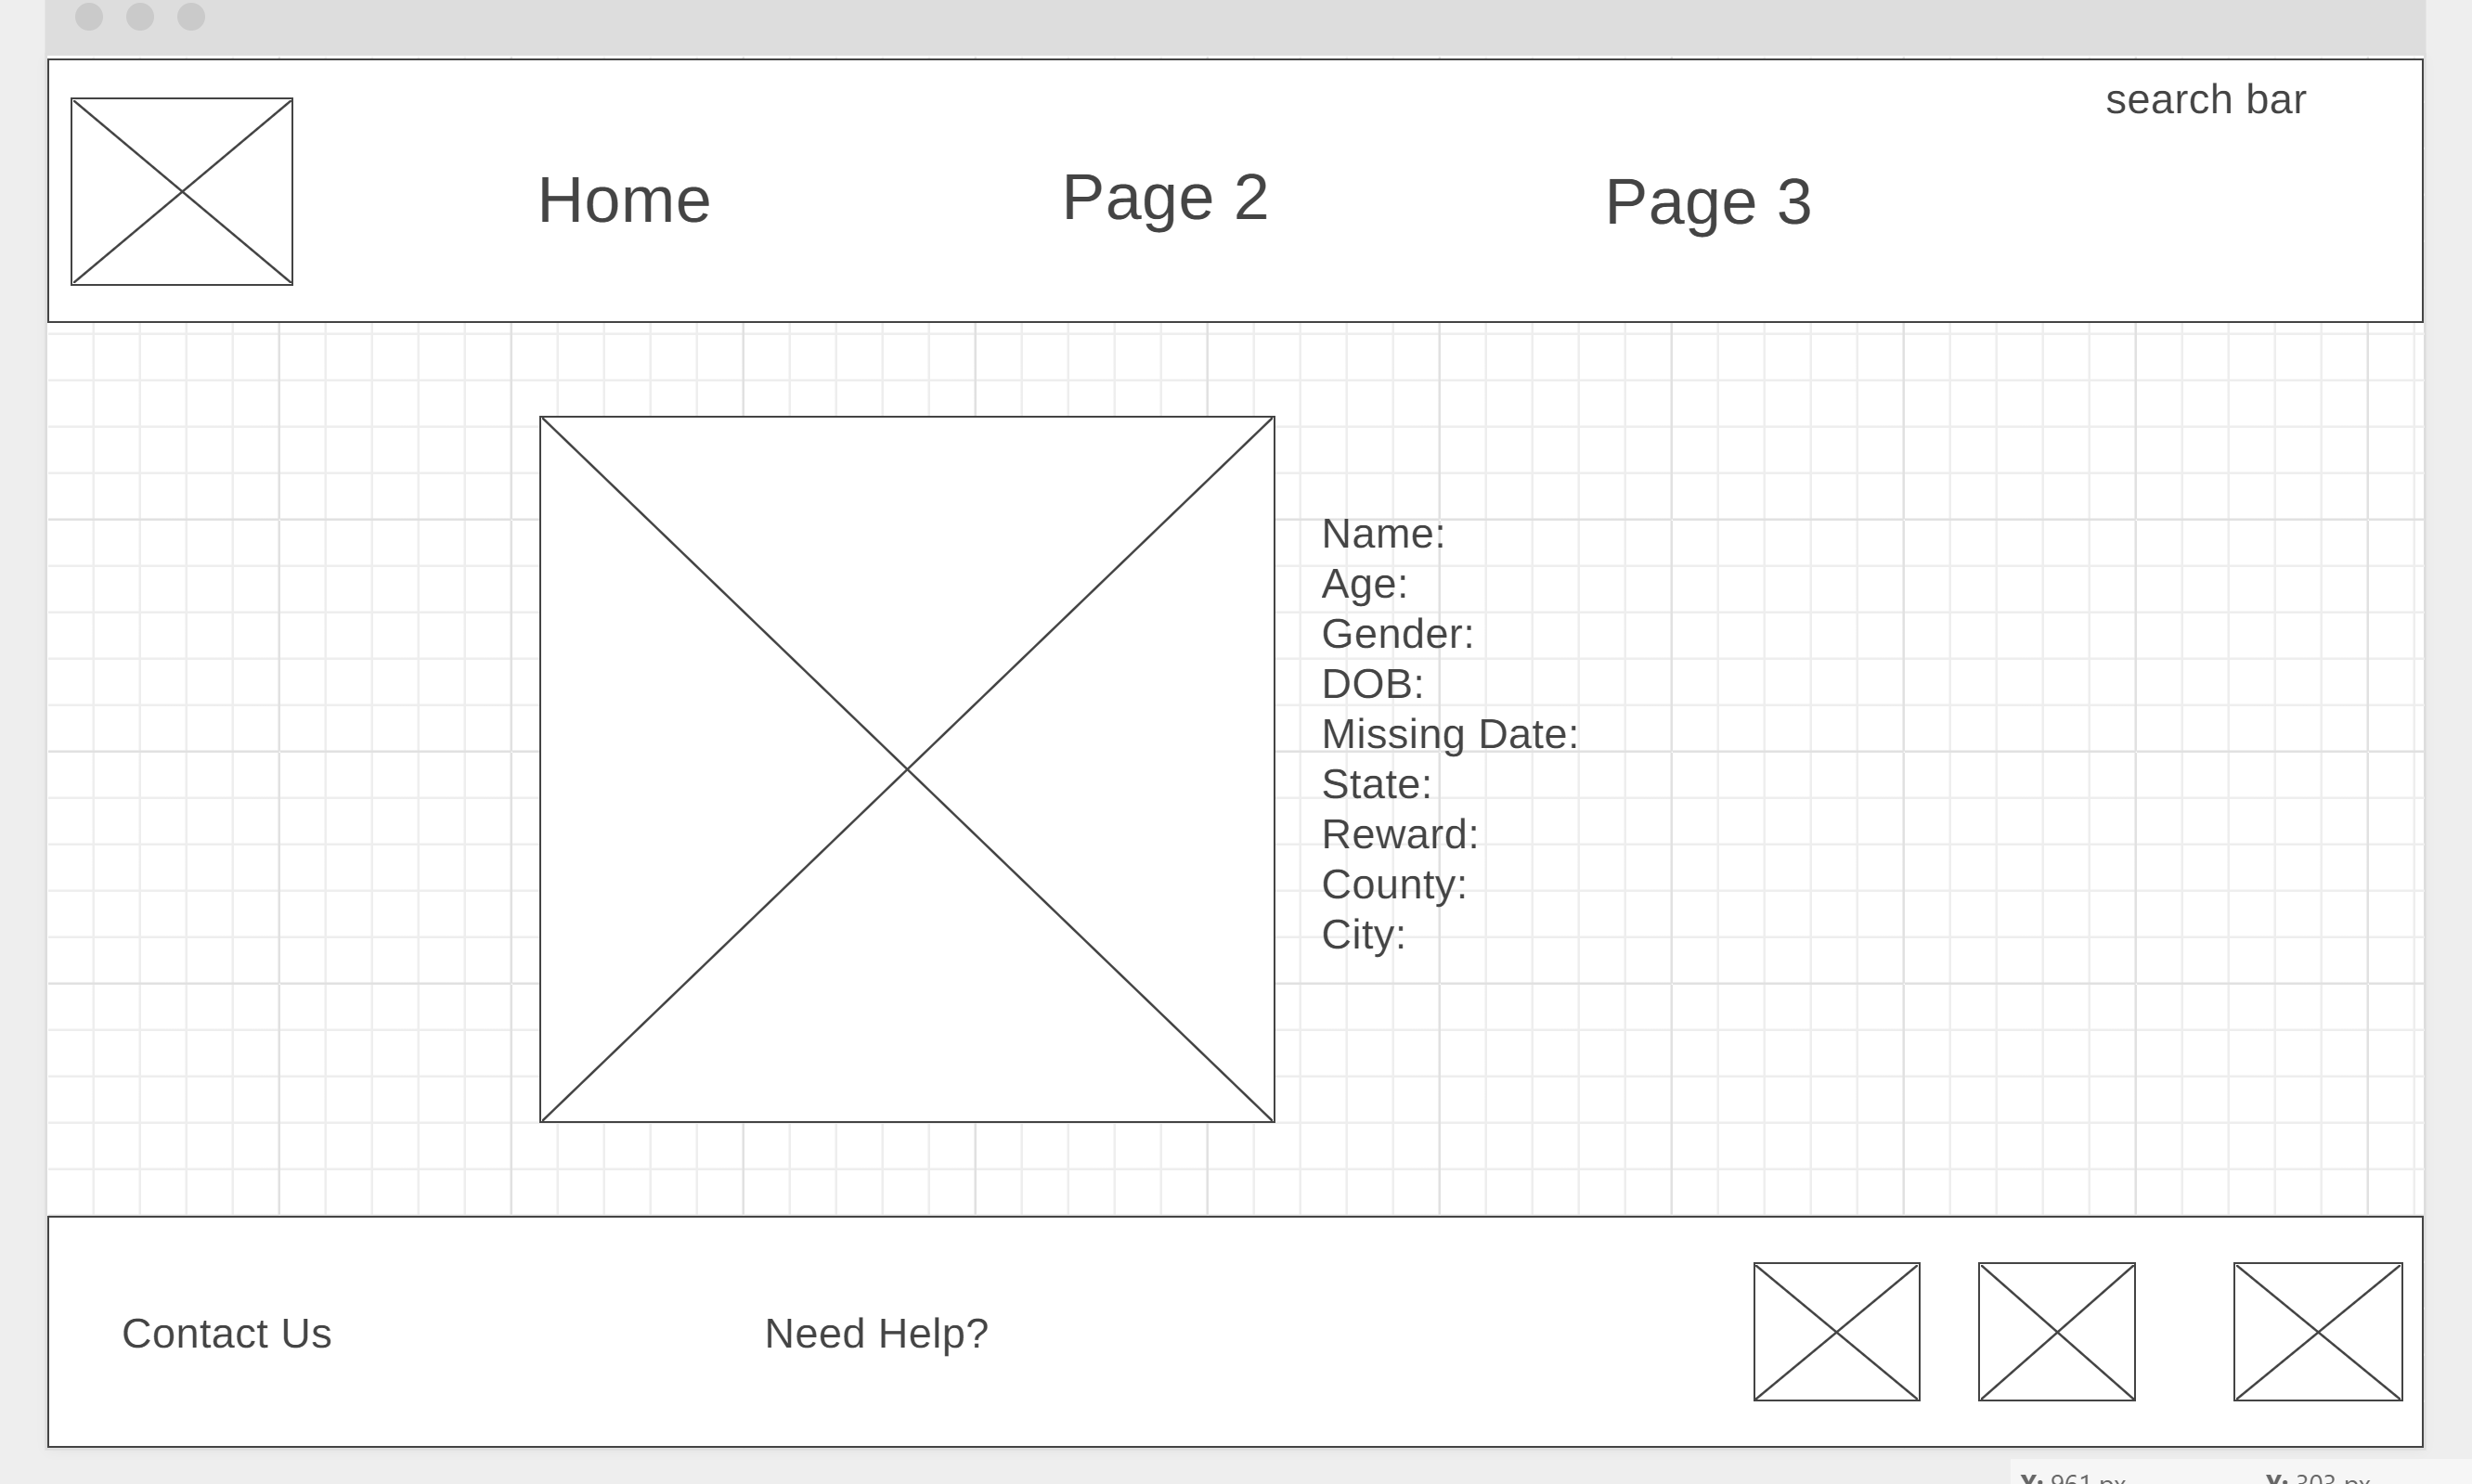 search bar
Home
Page 2
Page 3
Name:
Age:
Gender:
DOB:
Missing Date:
State:
Reward:
County:
City:
Contact Us
Need Help?